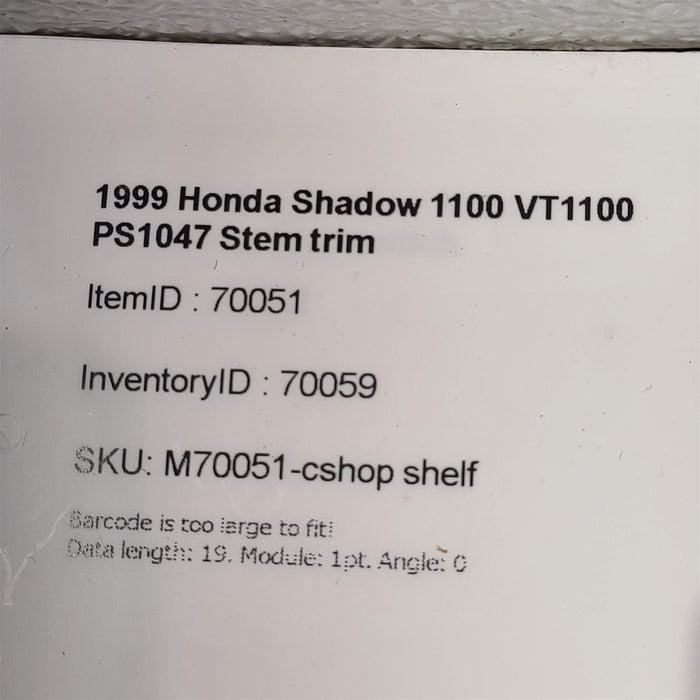 1999 Honda Shadow 1100 VT1100
PS1047 Stem trim
ItemID : 70051
InventoryID : 70059
SKU: M70051-cshop shelf
Barcode is too large to fit!
Data length: 19. Module: 1pt. Angle: 0